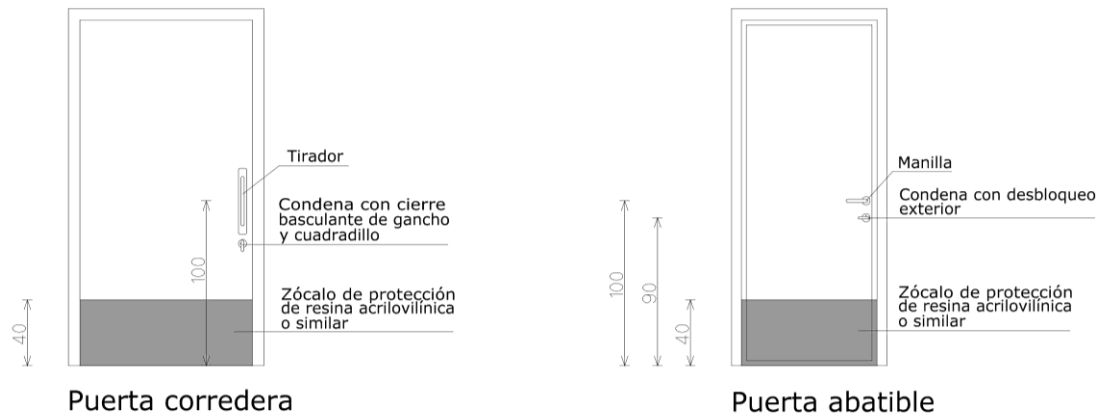 Tirador
Condena con cierre
basculante de gancho
y cuadradillo
100
Zócalo de protección
de resina acrilovilínica
o similar
40
Puerta corredera
Manilla
Condena con desbloqueo
exterior
100
90
40
Zócalo de protección
de resina acrilovilínica
o similar
Puerta abatible